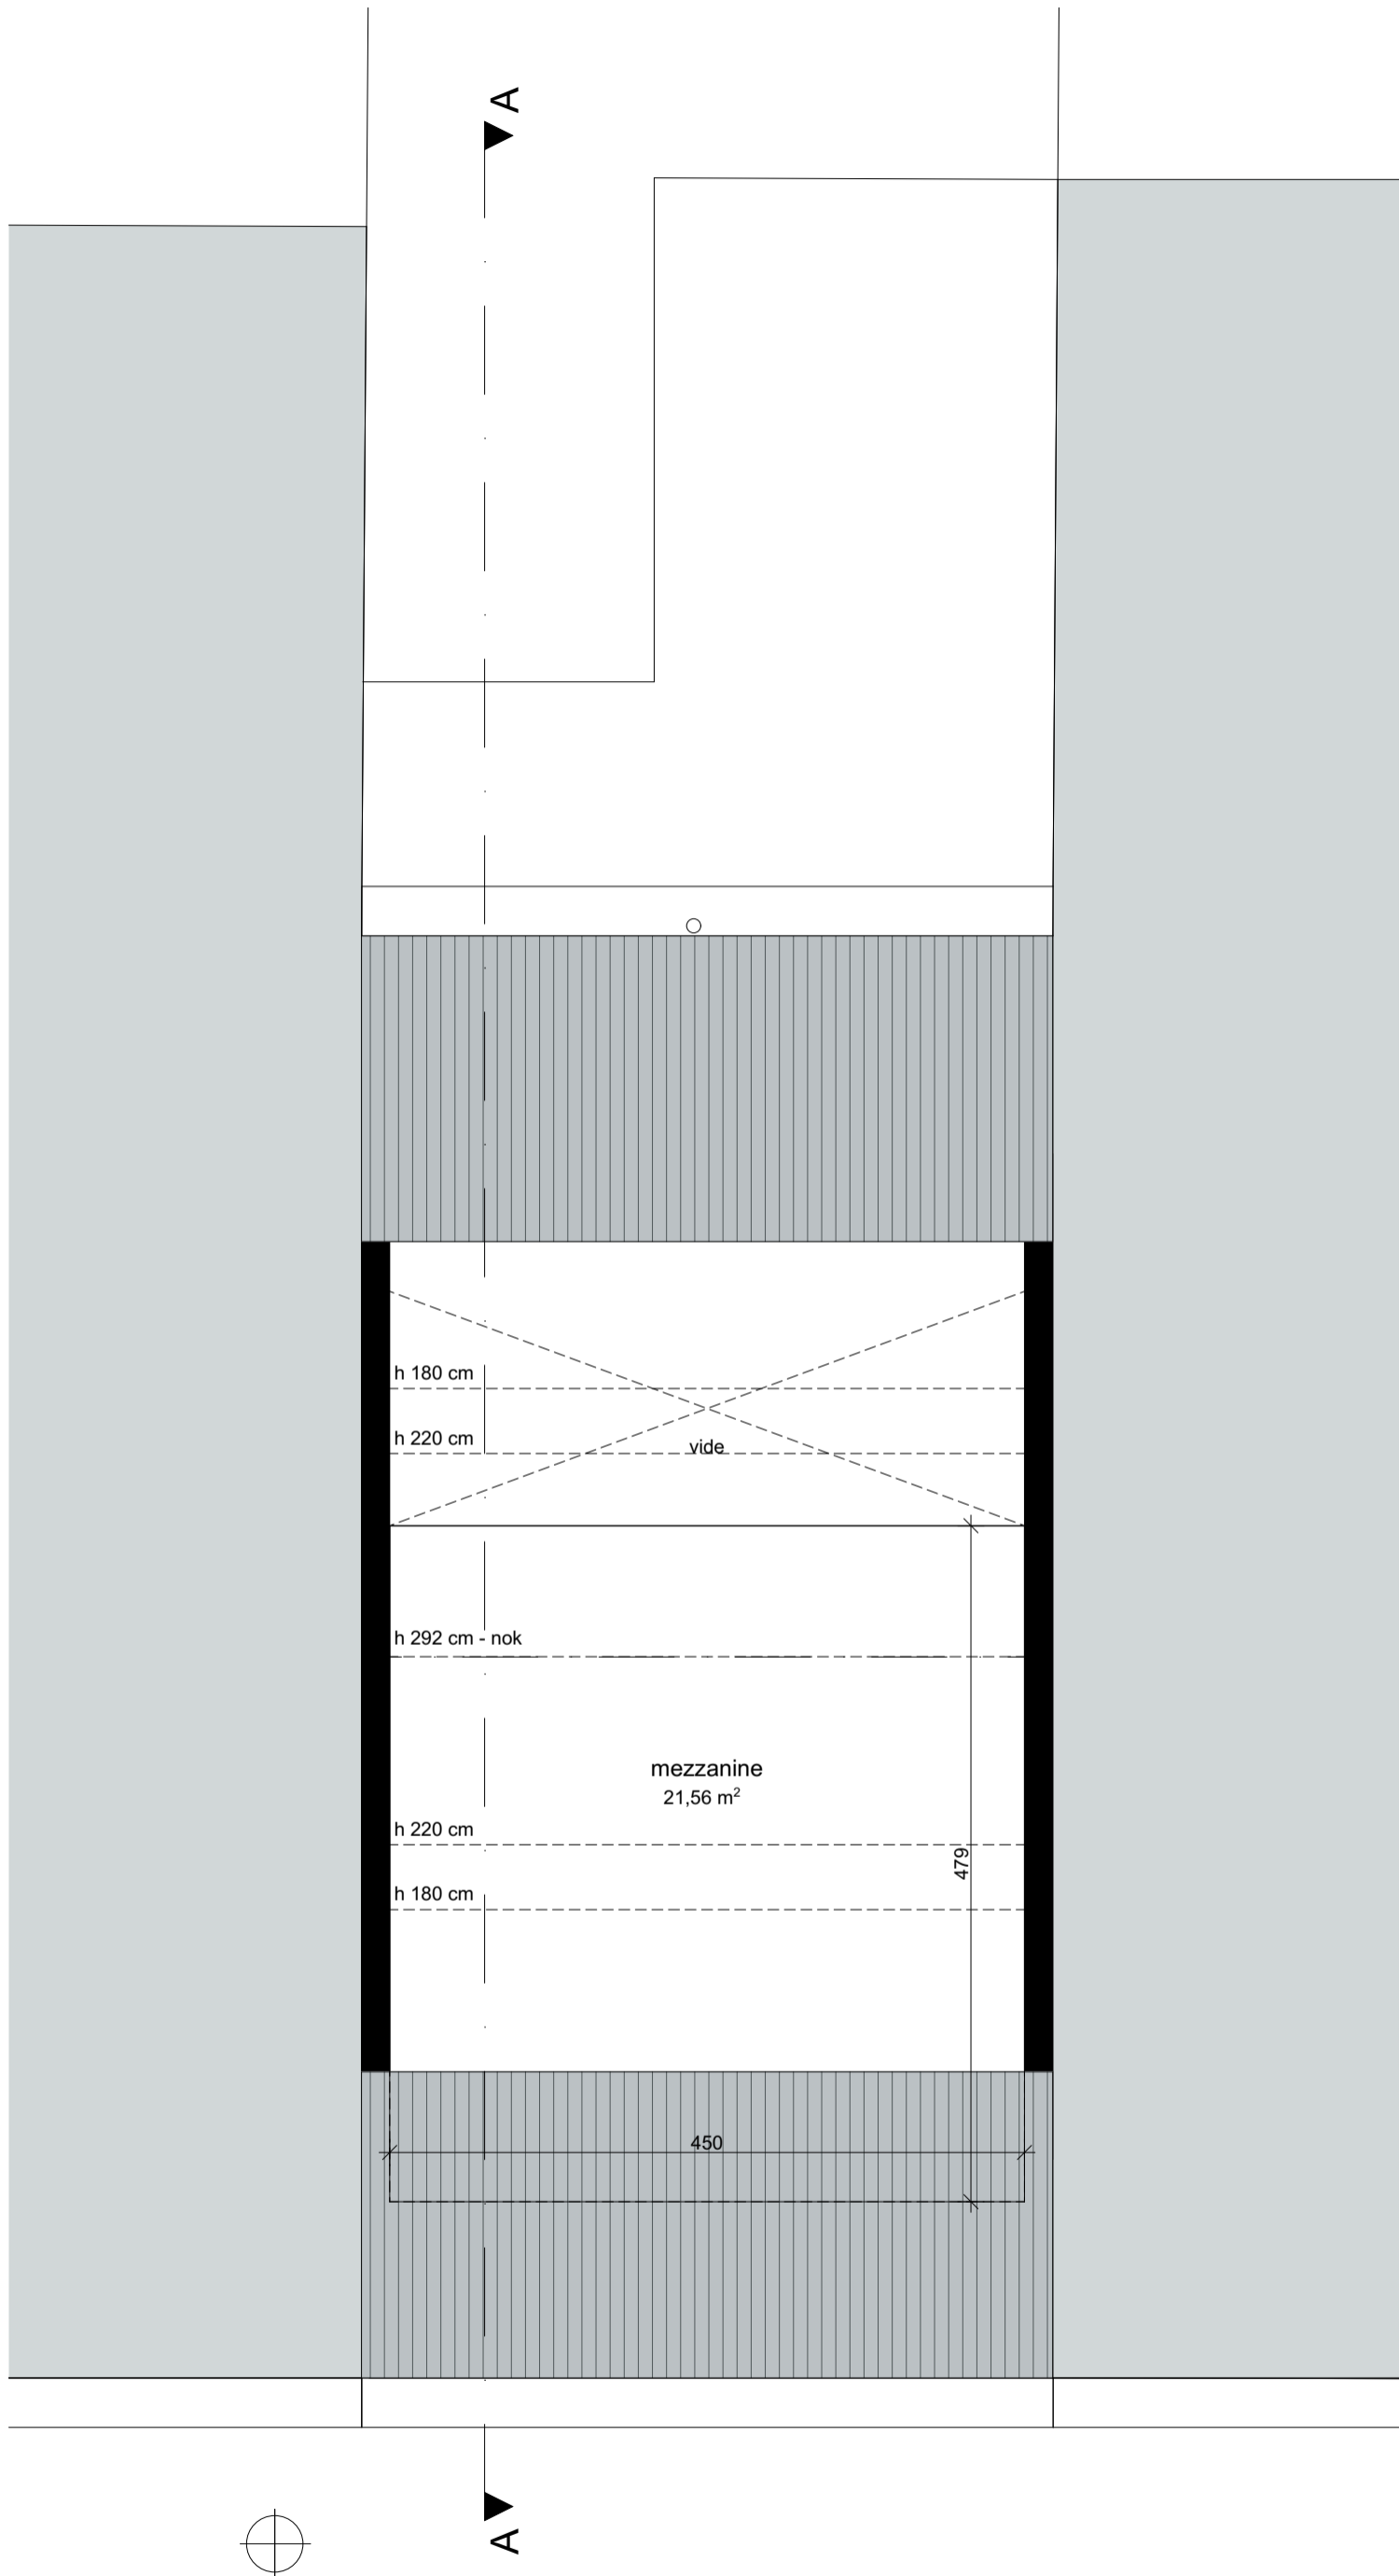 A
h 180 cm
h 220 cm
vide
h 292 cm - nok
mezzanine
21,56 m²
h 220 cm
479
h 180 cm
450
A